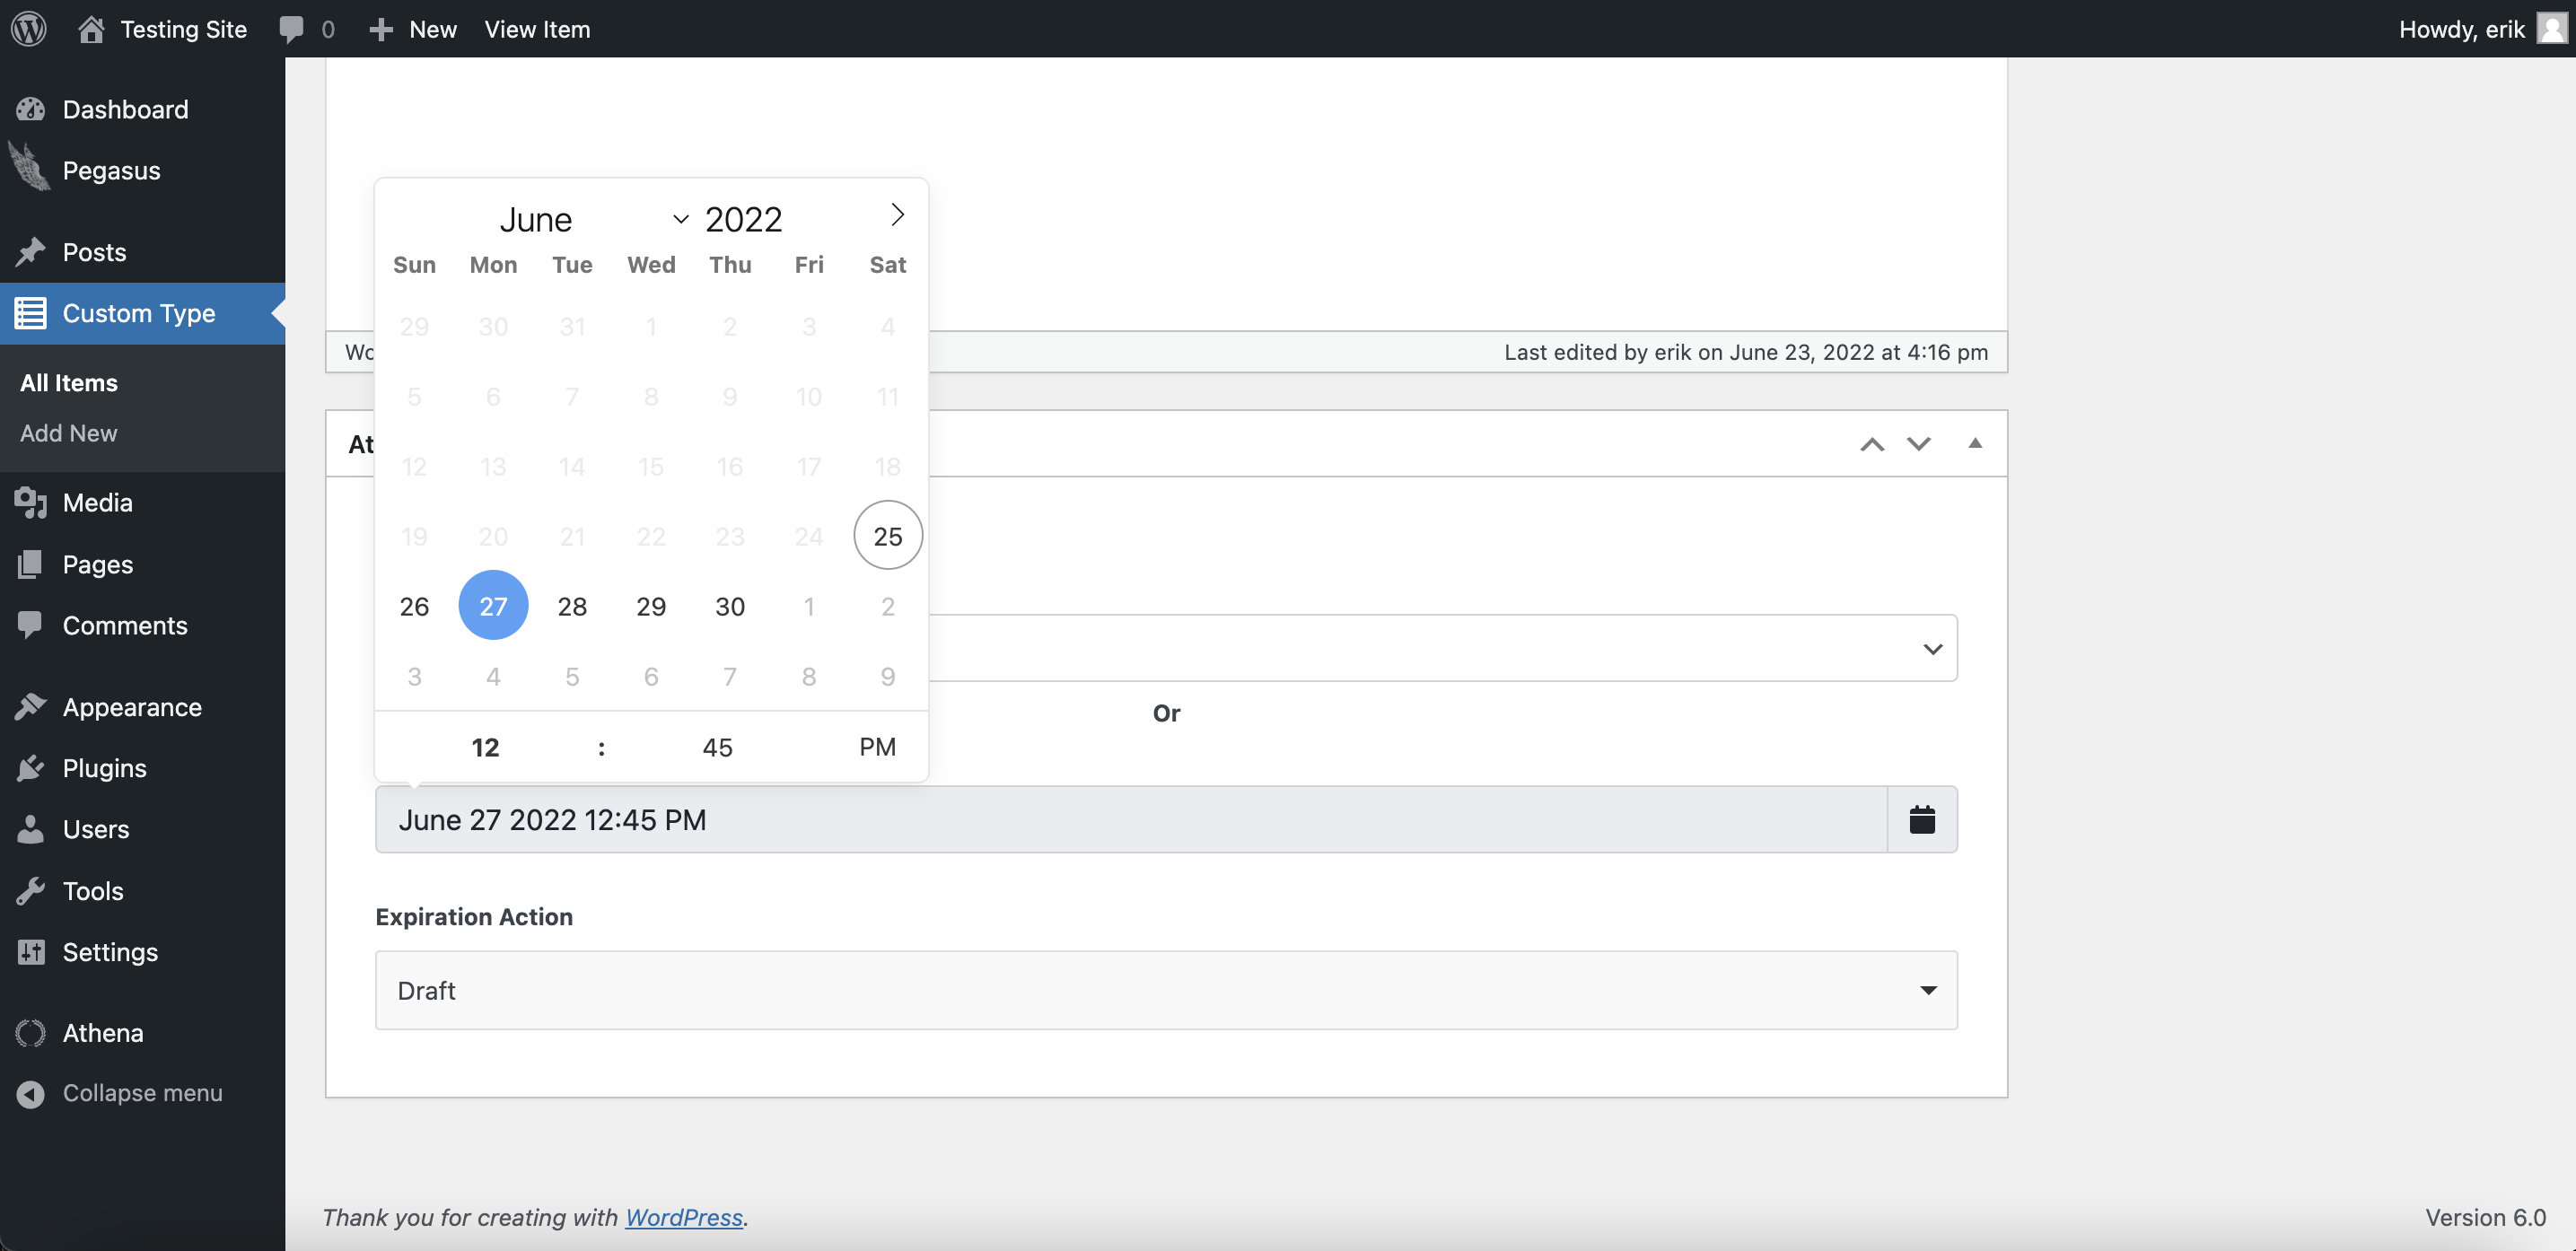 Testing Site 0 New View Item Howdy, erik
Dashboard
Pegasus
Posts
Custom Type
All Items
Add New
Media
Pages
Comments
Appearance
Plugins
Users
Tools
Settings
Athena
Collapse menu
June 2022
Sun Mon Tue Wed Thu Fri Sat
29 30 31 1 2 3 4
5 6 7 8 9 10 11
12 13 14 15 16 17 18
19 20 21 22 23 24 25
26 27 28 29 30 1 2
3 4 5 6 7 8 9
12 : 45 PM
Wo
Last edited by erik on June 23, 2022 at 4:16 pm
At
Or
June 27 2022 12:45 PM
Expiration Action
Draft
Thank you for creating with WordPress.
Version 6.0